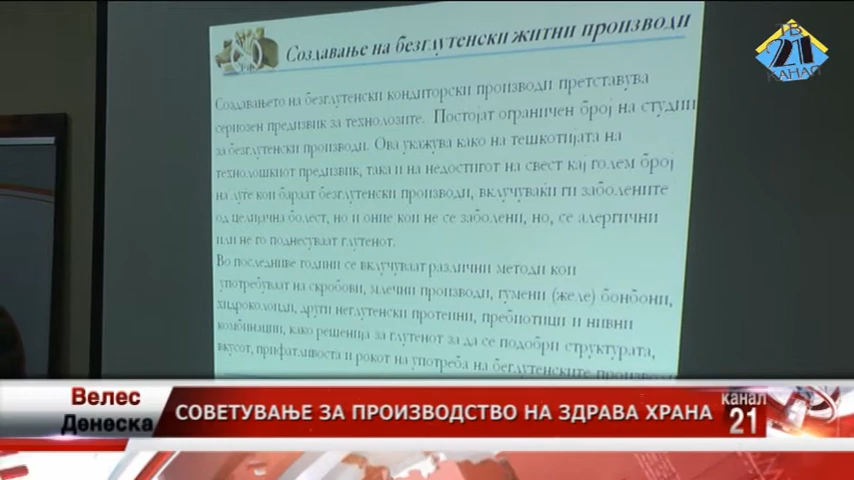 Создавање на безглутенски житни производи
ТВ
21
КАНАЛ
Создавањето на безглутенски кондиторски производи претставува
сериозен предизвик за технолозите. Постојат ограничен број на студии
за безглутенски производи. Ова укажува како на тешкотијата на
технолошкиот предизвик, така и на недостигот на свест кај голем број
на луѓе кои бараат безглутенски производи, вклучуваќи ги заболените
од целијачна болест, но и оние кои не се заболени, но, се алергични
или не го поднесуваат глутенот.
Во последниве години се вклучуваат различни методи кои
употребуваат на скробови, млечни производи, гумени (желе) бонбони,
хидроколоиди, други неглутенски протеини, пребиотици и нивни
комбинации, како решенија за глутенот за да се подобри структурата,
вкусот, прифатливоста и рокот на употреба на беглутенските
Велес
Денеска
СОВЕТУВАЊЕ ЗА ПРОИЗВОДСТВО НА ЗДРАВА ХРАНА
канал
21